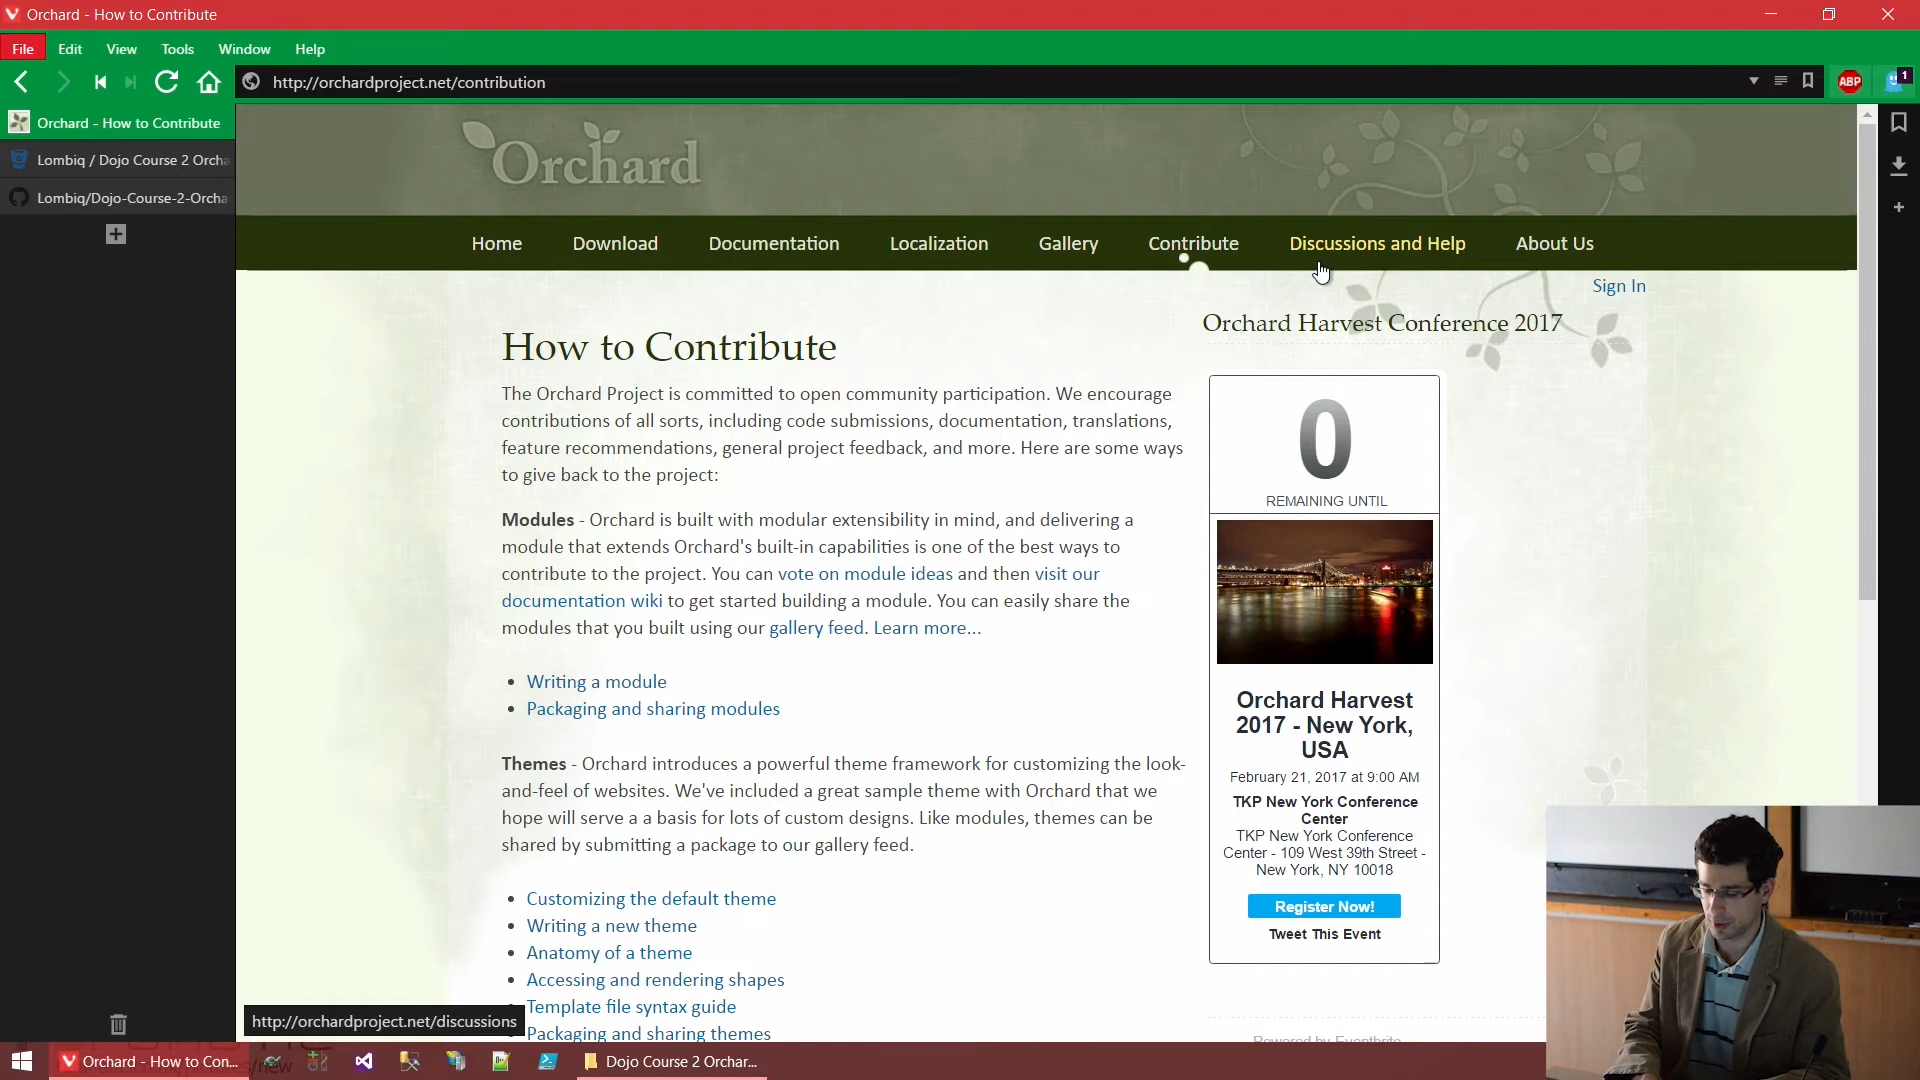 Orchard - How to Contribute
File Edit View Tools Window Help
http://orchardproject.net/contribution
ABP
1
Orchard - How to Contribute
Lombiq / Dojo Course 2 Orcha
Lombiq/Dojo-Course-2-Orcha
Orchard
Home Download Documentation Localization Gallery Contribute Discussions and Help About Us
Sign In
How to Contribute
The Orchard Project is committed to open community participation. We encourage
contributions of all sorts, including code submissions, documentation, translations,
feature recommendations, general project feedback, and more. Here are some ways
to give back to the project:
Modules - Orchard is built with modular extensibility in mind, and delivering a
module that extends Orchard's built-in capabilities is one of the best ways to
contribute to the project. You can vote on module ideas and then visit our
documentation wiki to get started building a module. You can easily share the
modules that you built using our gallery feed. Learn more...
• Writing a module
• Packaging and sharing modules
Themes - Orchard introduces a powerful theme framework for customizing the look-
and-feel of websites. We've included a great sample theme with Orchard that we
hope will serve a a basis for lots of custom designs. Like modules, themes can be
shared by submitting a package to our gallery feed.
• Customizing the default theme
• Writing a new theme
• Anatomy of a theme
• Accessing and rendering shapes
• Template file syntax guide
Packaging and sharing themes
Orchard Harvest Conference 2017
0
REMAINING UNTIL
Orchard Harvest
2017 - New York,
USA
February 21, 2017 at 9:00 AM
TKP New York Conference
Center
TKP New York Conference
Center - 109 West 39th Street -
New York, NY 10018
Register Now!
Tweet This Event
Powered by Eventbrite
http://orchardproject.net/discussions
Orchard - How to Con...
Dojo Course 2 Orchar...